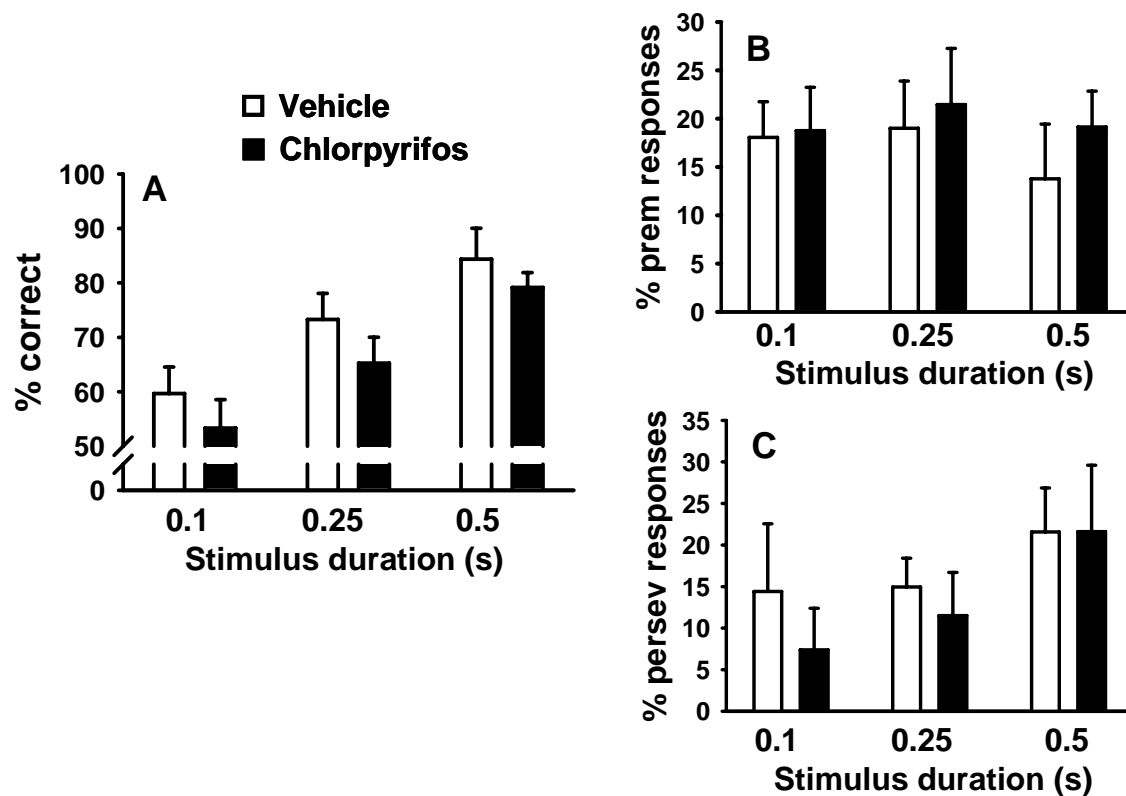 Vehicle
Chlorpyrifos
A
% correct
100
90
80
70
60
50
0
0.1 0.25 0.5
Stimulus duration (s)
B
% prem responses
30
25
20
15
10
5
0
0.1 0.25 0.5
Stimulus duration (s)
C
% persev responses
35
30
25
20
15
10
5
0
0.1 0.25 0.5
Stimulus duration (s)